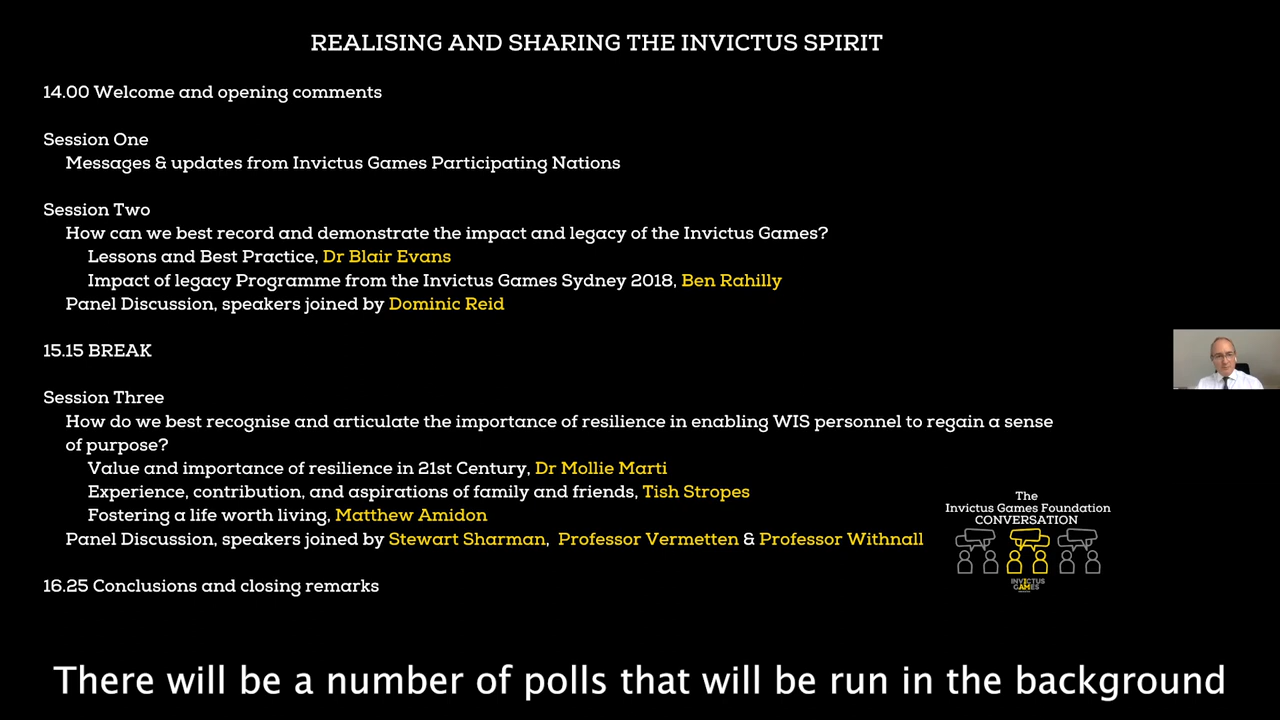 REALISING AND SHARING THE INVICTUS SPIRIT
14.00 Welcome and opening comments
Session One
Messages & updates from Invictus Games Participating Nations
Session Two
How can we best record and demonstrate the impact and legacy of the Invictus Games?
Lessons and Best Practice, Dr Blair Evans
Impact of legacy Programme from the Invictus Games Sydney 2018, Ben Rahilly
Panel Discussion, speakers joined by Dominic Reid
15.15 BREAK
Session Three
How do we best recognise and articulate the importance of resilience in enabling WIS personnel to regain a sense
of purpose?
Value and importance of resilience in 21st Century, Dr Mollie Marti
Experience, contribution, and aspirations of family and friends, Tish Stropes
Fostering a life worth living, Matthew Amidon
Panel Discussion, speakers joined by Stewart Sharman, Professor Vermetten & Professor Withnall
16.25 Conclusions and closing remarks
The
Invictus Games Foundation
CONVERSATION
INVICTUS
GAMES
There will be a number of polls that will be run in the background